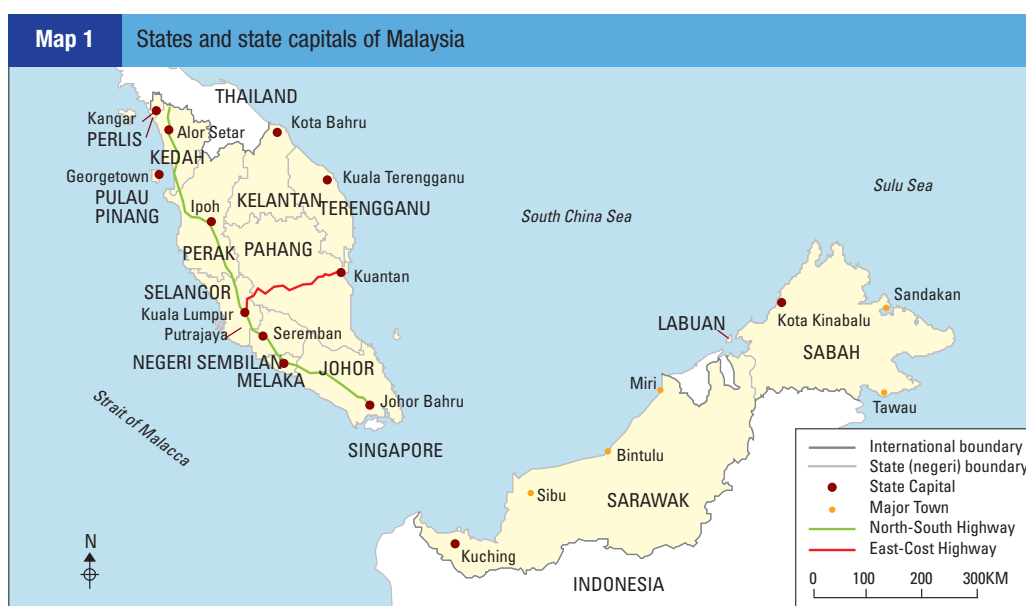 Map 1
States and state capitals of Malaysia
THAILAND
Kangar
PERLIS
Alor Setar
Kota Bahru
KEDAH
Georgetown
Kuala Terengganu
PULAU
PINANG
Ipoh
KELANTAN
TERENGGANU
South China Sea
Sulu Sea
PERAK
PAHANG
Kuantan
SELANGOR
Kuala Lumpur
Putrajaya
Seremban
NEGERI SEMBILAN
MELAKA
JOHOR
Johor Bahru
SINGAPORE
Strait of Malacca
LABUAN
Kota Kinabalu
Sandakan
SABAH
Miri
Tawau
Bintulu
Sibu
SARAWAK
Kuching
INDONESIA
N
International boundary
State (negeri) boundary
State Capital
Major Town
North-South Highway
East-Cost Highway
0 100 200 300KM